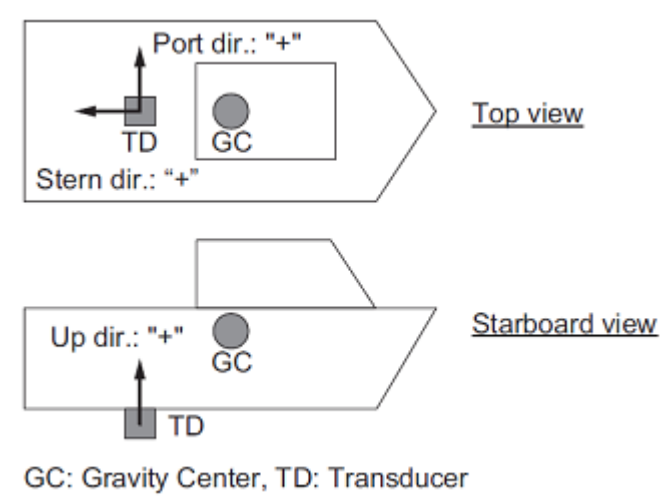 Port dir.: "+"
TD
GC
Top view
Stern dir.: “+”
Up dir.: "+"
GC
Starboard view
TD
GC: Gravity Center, TD: Transducer